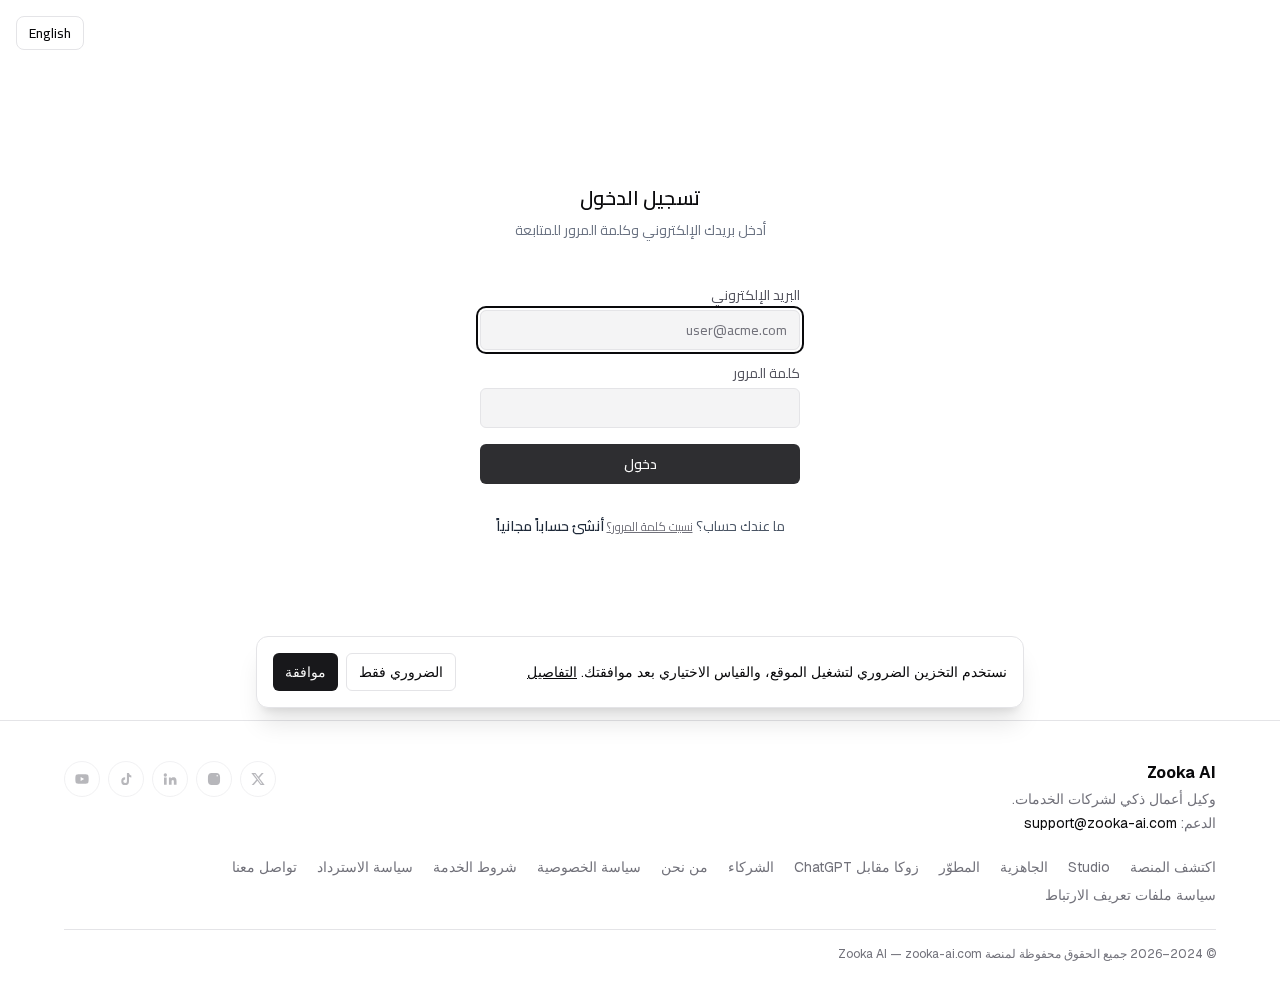 English
تسجيل الدخول
أدخل بريدك الإلكتروني وكلمة المرور للمتابعة
البريد الإلكتروني
user@acme.com
كلمة المرور
دخول
ما عندك حساب؟ نسيت كلمة المرور؟ أنشئ حساباً مجانياً
نستخدم التخزين الضروري لتشغيل الموقع، والقياس الاختياري بعد موافقتك. التفاصيل
الضروري فقط
موافقة
Zooka AI
وكيل أعمال ذكي لشركات الخدمات.
الدعم: support@zooka-ai.com
اكتشف المنصة Studio الجاهزية المطوّر زوكا مقابل ChatGPT الشركاء من نحن سياسة الخصوصية شروط الخدمة سياسة الاسترداد تواصل معنا
سياسة ملفات تعريف الارتباط
© 2024–2026 جميع الحقوق محفوظة لمنصة Zooka AI — zooka-ai.com